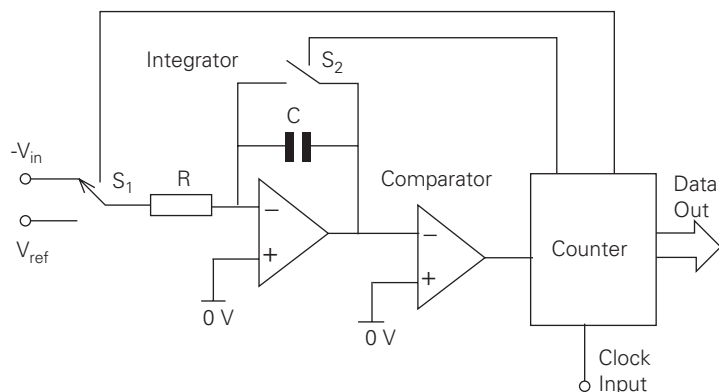 Integrator
S2
C
-Vin
S1
R
Comparator
Data
Out
−
+
−
+
Counter
Vref
0 V
0 V
Clock
Input